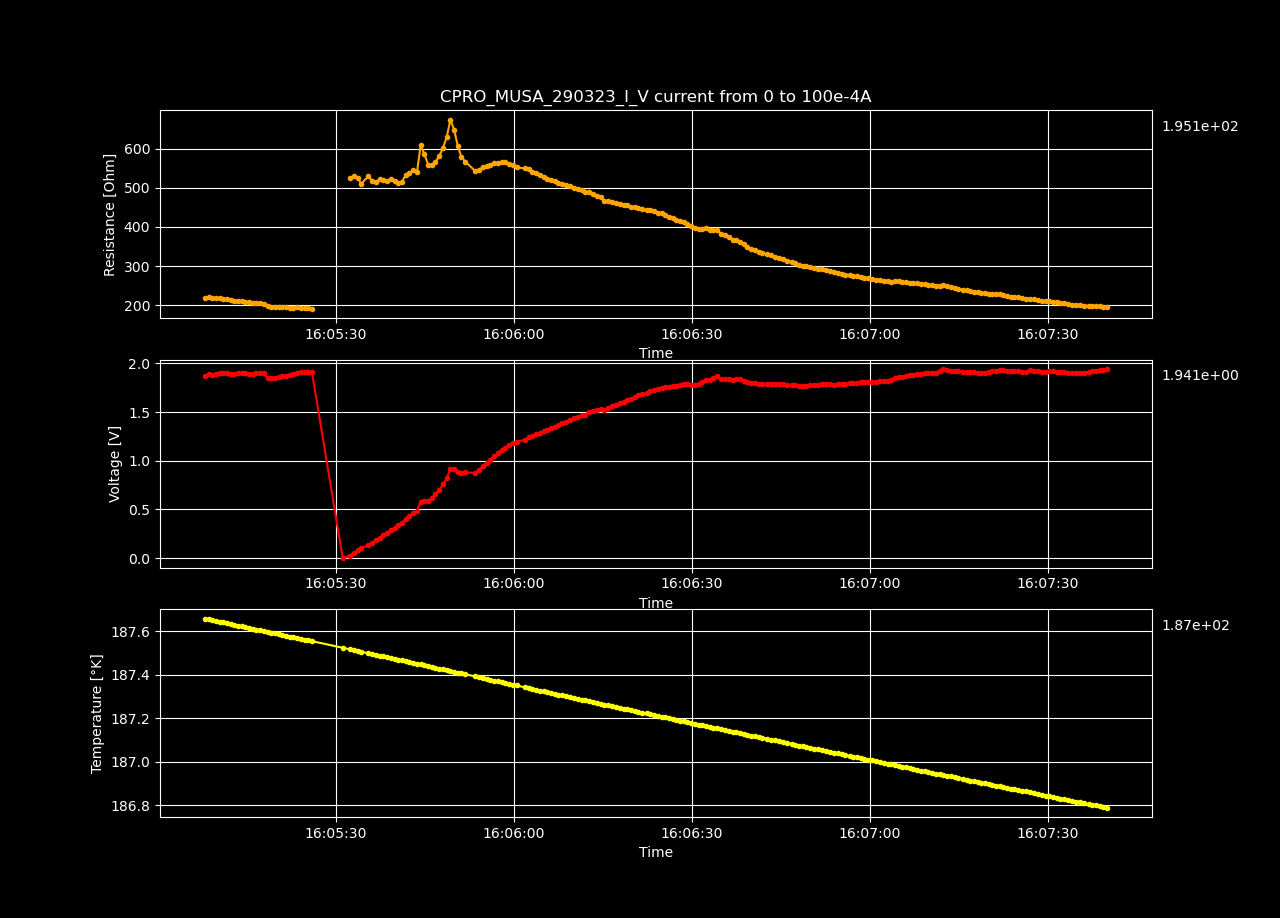 CPRO_MUSA_290323_I_V current from 0 to 100e-4A
1.951e+02
Resistance [Ohm]
600
500
400
300
200
16:05:30 16:06:00 16:06:30 16:07:00 16:07:30
Time
1.941e+00
Voltage [V]
2.0
1.5
1.0
0.5
0.0
16:05:30 16:06:00 16:06:30 16:07:00 16:07:30
Time
1.87e+02
Temperature [°K]
187.6
187.4
187.2
187.0
186.8
16:05:30 16:06:00 16:06:30 16:07:00 16:07:30
Time